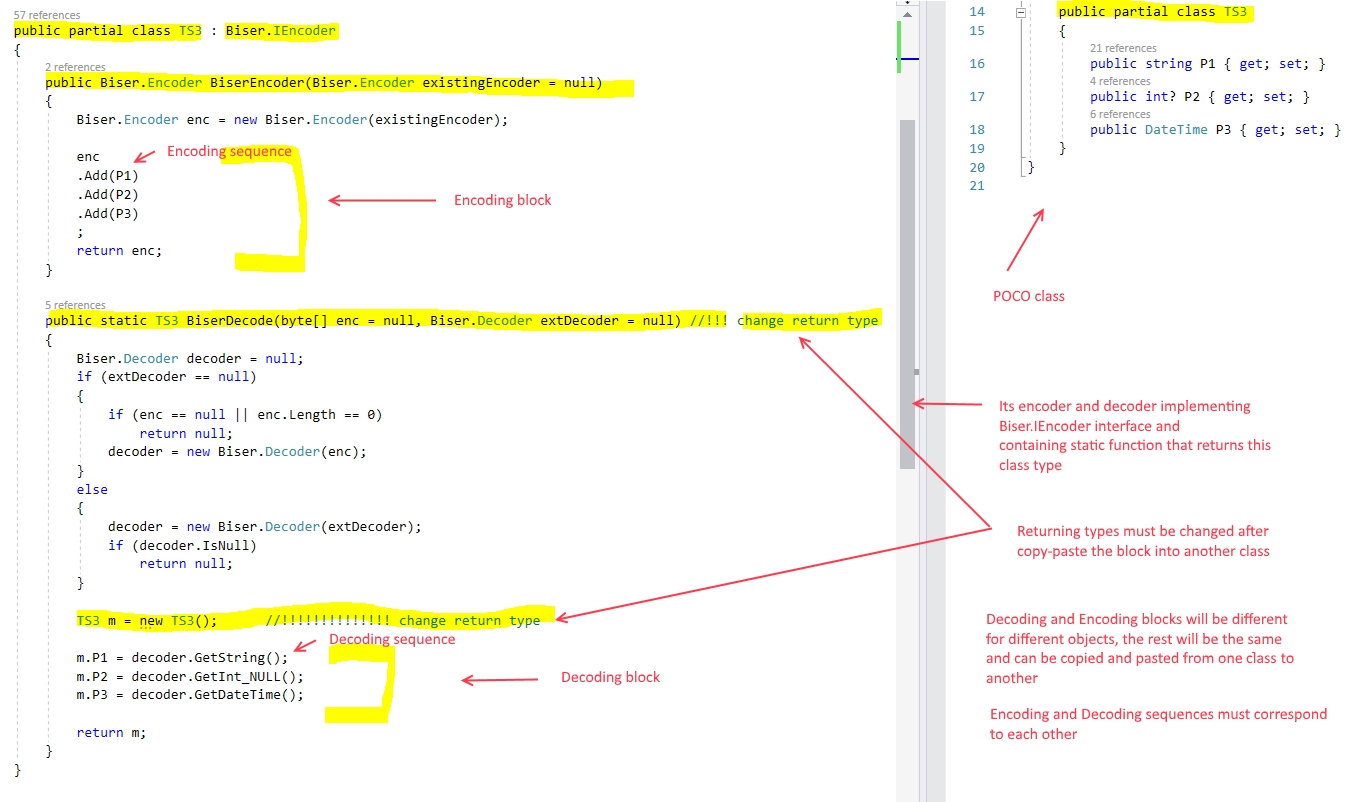 57 references
public partial class TS3 : Biser.IEncoder
{
2 references
public Biser.Encoder BiserEncoder(Biser.Encoder existingEncoder = null)
{
Biser.Encoder enc = new Biser.Encoder(existingEncoder);
enc
Encoding sequence
.Add(P1)
.Add(P2)
.Add(P3)
;
return enc;
}
Encoding block
5 references
public static TS3 BiserDecode(byte[] enc = null, Biser.Decoder extDecoder = null) //!!! change return type
{
Biser.Decoder decoder = null;
if (extDecoder == null)
{
if (enc == null || enc.Length == 0)
return null;
decoder = new Biser.Decoder(enc);
}
else
{
decoder = new Biser.Decoder(extDecoder);
if (decoder.IsNull)
return null;
}
TS3 m = new TS3(); //!!!!!!!!!!!!!! change return type
Decoding sequence
m.P1 = decoder.GetString();
m.P2 = decoder.GetInt_NULL();
m.P3 = decoder.GetDateTime();
Decoding block
return m;
}
}
14 public partial class TS3
15 {
21 references
16 public string P1 { get; set; }
4 references
17 public int? P2 { get; set; }
6 references
18 public DateTime P3 { get; set; }
19 }
20 }
21
POCO class
Its encoder and decoder implementing
Biser.IEncoder interface and
containing static function that returns this
class type
Returning types must be changed after
copy-paste the block into another class
Decoding and Encoding blocks will be different
for different objects, the rest will be the same
and can be copied and pasted from one class to
another
Encoding and Decoding sequences must correspond
to each other